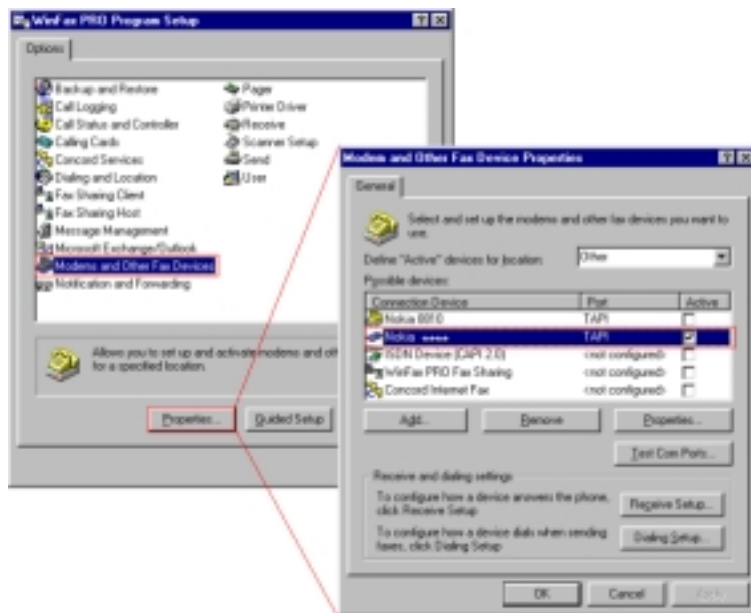 WinFax PRO Program Setup
Options
Backup and Restore
Call Logging
Call Status and Controller
Calling Cards
Concord Services
Dialing and Location
Fax Sharing Client
Fax Sharing Host
Message Management
Microsoft Exchange/Outlook
Modems and Other Fax Devices
Notification and Forwarding
Pager
Printer Driver
Receive
Scanner Setup
Send
User
Allows you to set up and activate modems and oth
for a specified location.
Properties...
Guided Setup
Modem and Other Fax Device Properties
General
Select and set up the modems and other fax devices you want to
use.
Define "Active" devices for location:
Other
Possible devices:
Connection Device Port Active
Nokia 8810 TAPI
Nokia **** TAPI
ISDN Device (CAPI 2.0) <not configured>
WinFax PRO Fax Sharing <not configured>
Concord Internet Fax <not configured>
Add...
Remove
Properties...
Test Com Ports...
Receive and dialing settings
To configure how a device answers the phone,
click Receive Setup
Receive Setup...
To configure how a device dials when sending
faxes, click Dialing Setup
Dialing Setup...
OK
Cancel
Apply